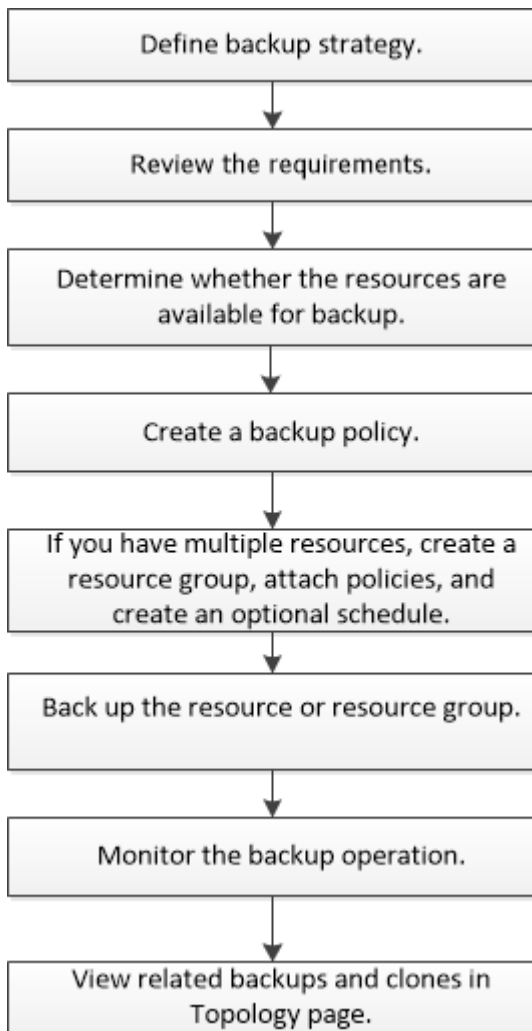 Define backup strategy.
Review the requirements.
Determine whether the resources are
available for backup.
Create a backup policy.
If you have multiple resources, create a
resource group, attach policies, and
create an optional schedule.
Back up the resource or resource group.
Monitor the backup operation.
View related backups and clones in
Topology page.